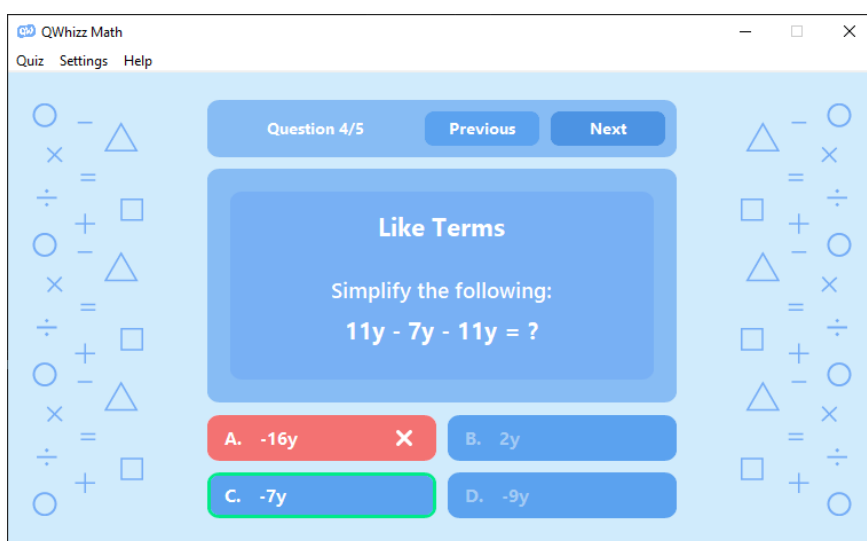 QWhizz Math
Quiz Settings Help
Question 4/5 Previous Next
Like Terms
Simplify the following:
11y - 7y - 11y = ?
A. -16y
B. 2y
C. -7y
D. -9y